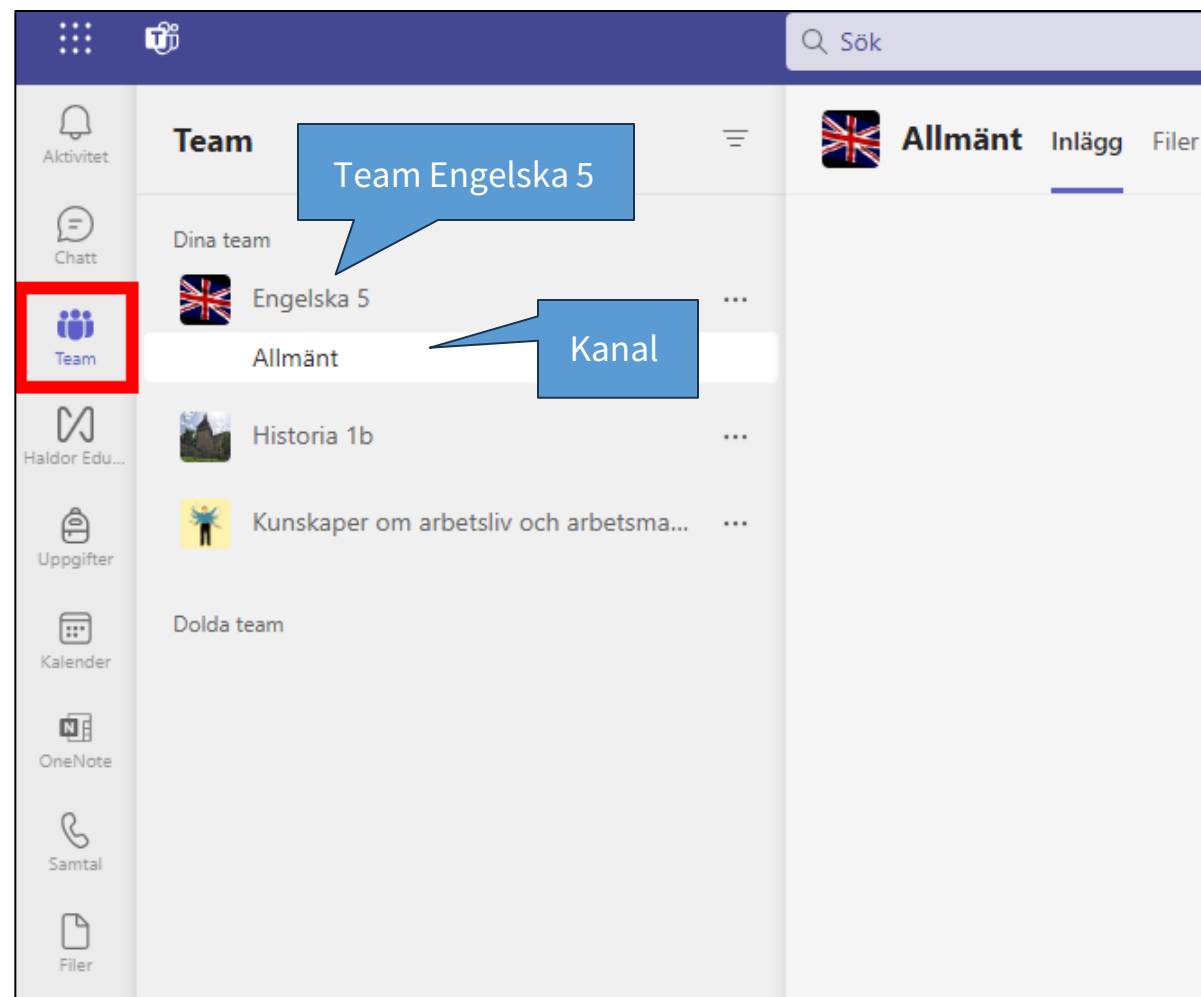 Sök
Aktivitet
Chatt
Team
Haldor Edu...
Uppgifter
Kalender
OneNote
Samtal
Filer
Team
Team Engelska 5
Dina team
Engelska 5
Allmänt
Kanal
Historia 1b
Kunskaper om arbetsliv och arbetsma...
Dolda team
Allmänt Inlägg Filer